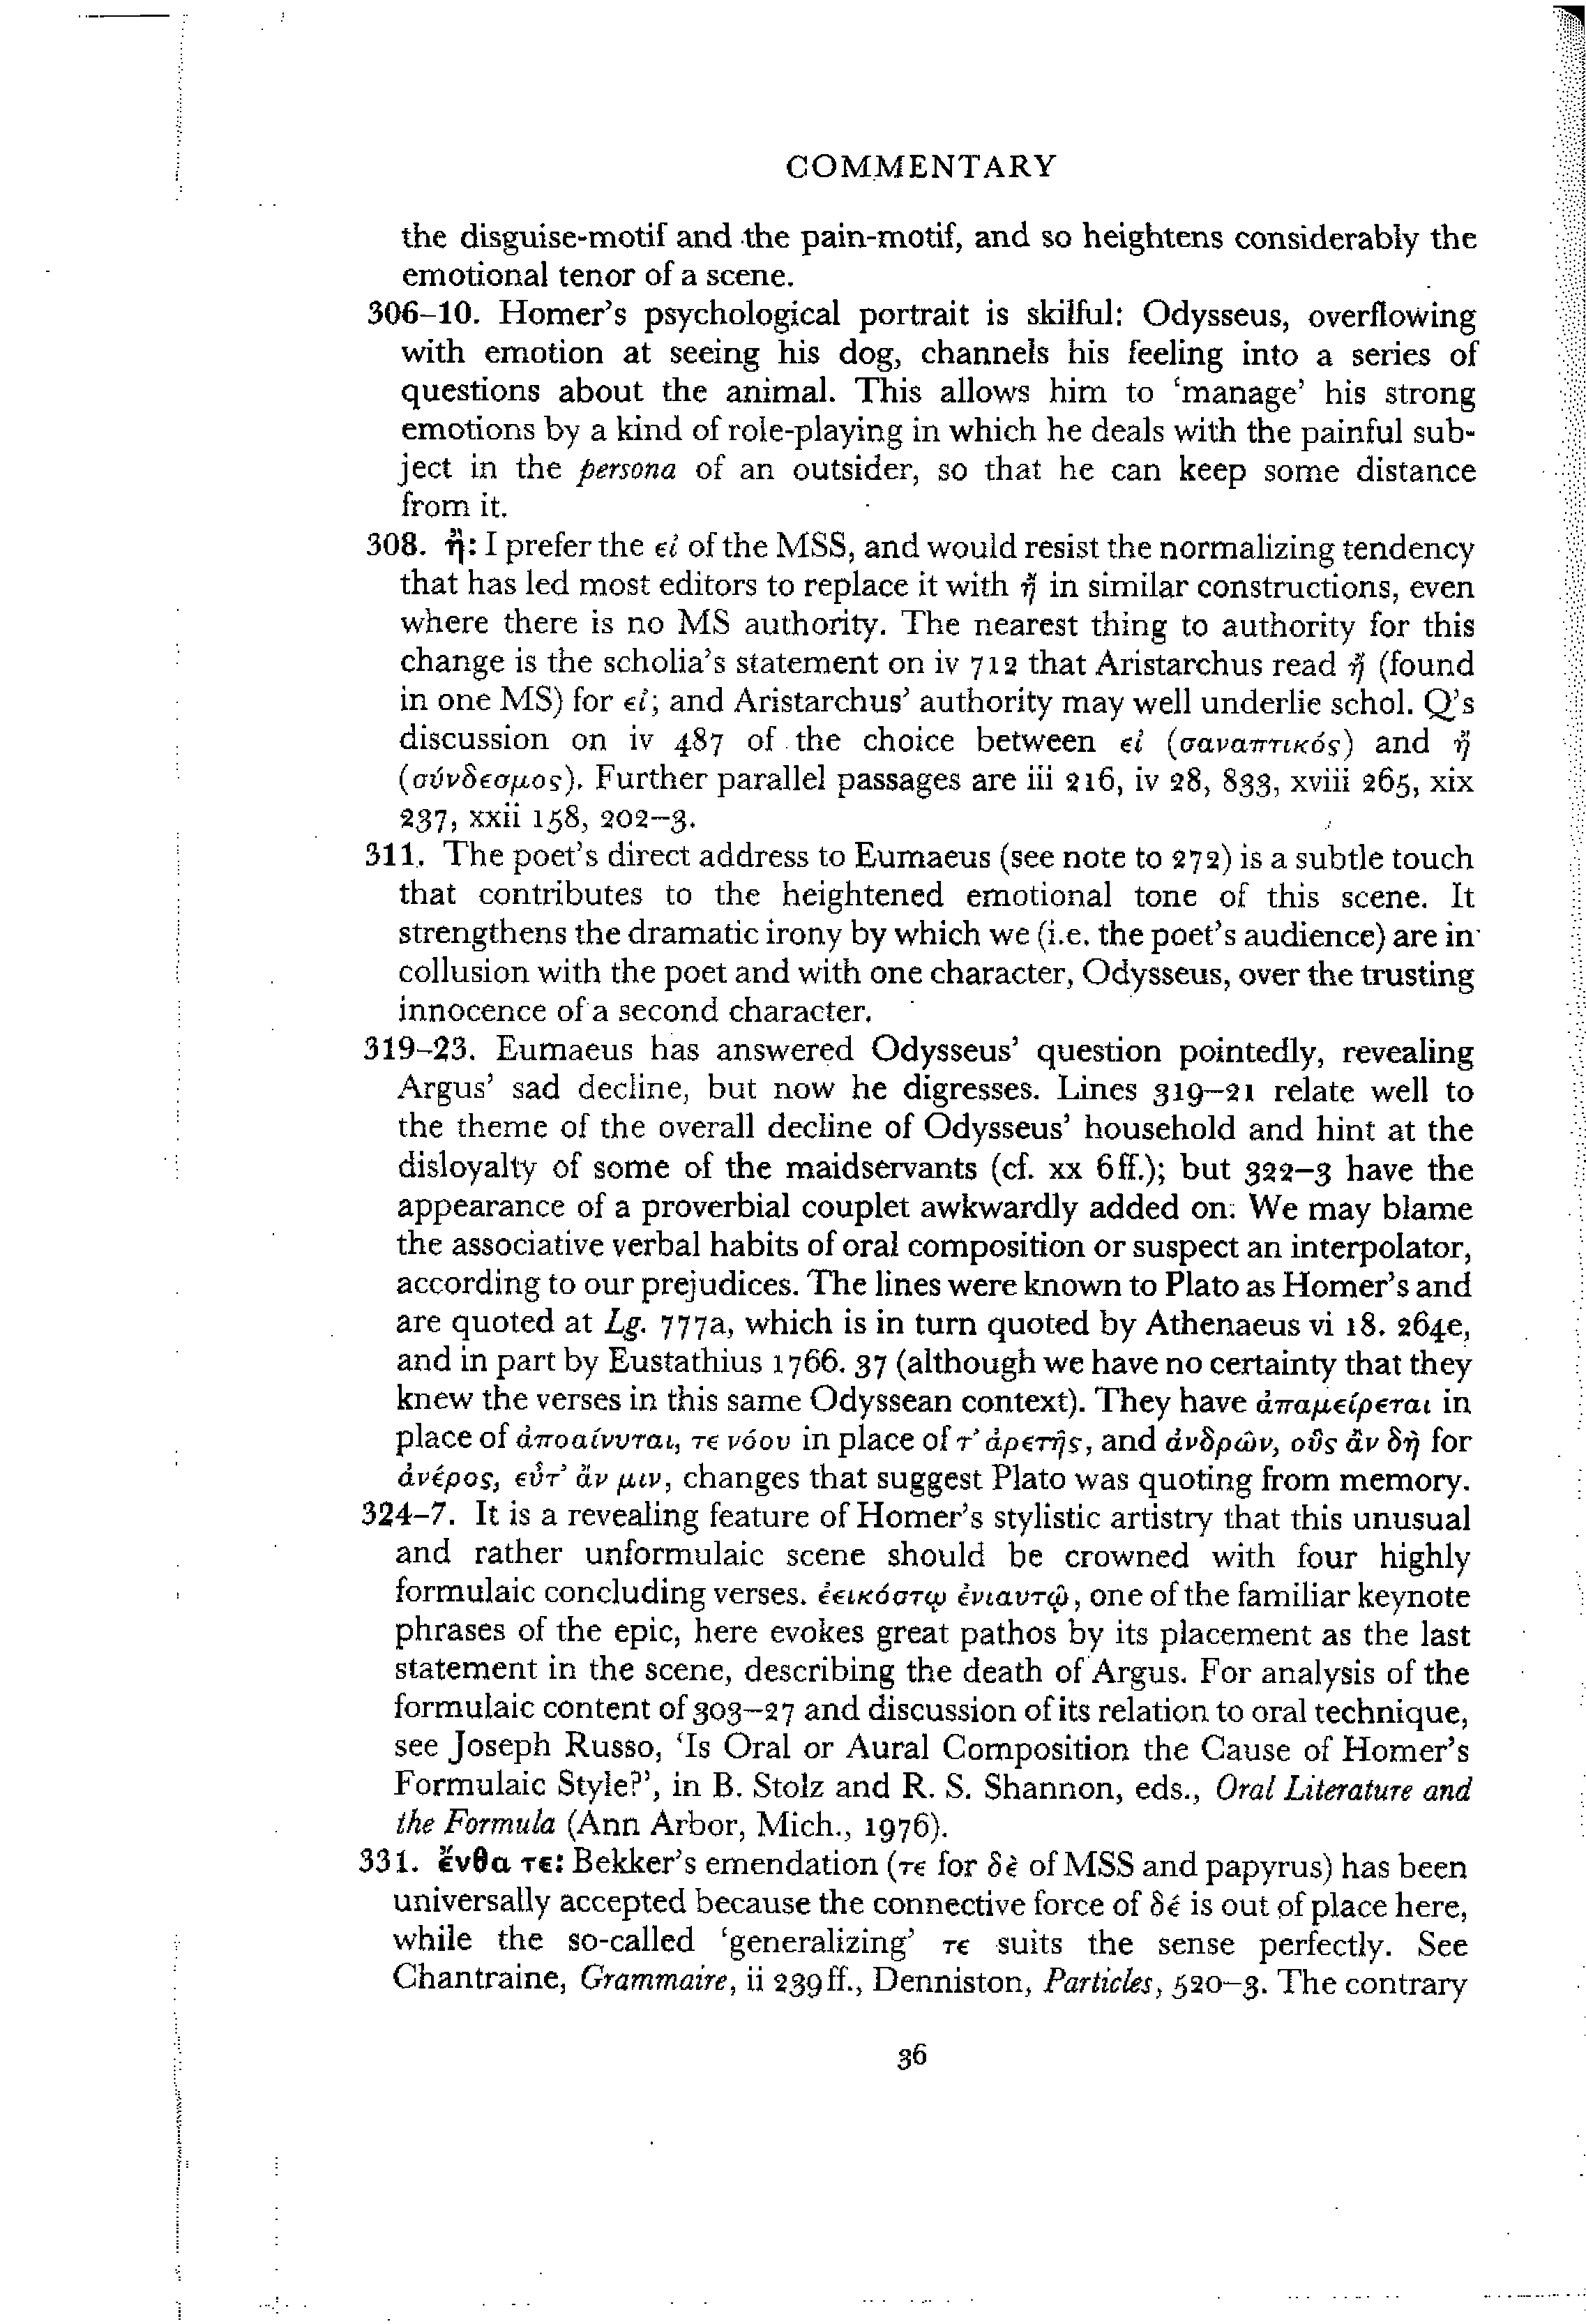 COMMENTARY
the disguise-motif and the pain-motif, and so heightens considerably the
emotional tenor of a scene.
306–10. Homer's psychological portrait is skilful: Odysseus, overflowing
with emotion at seeing his dog, channels his feeling into a series of
questions about the animal. This allows him to ‘manage’ his strong
emotions by a kind of role-playing in which he deals with the painful sub-
ject in the persona of an outsider, so that he can keep some distance
from it.
308. ἤ: I prefer the εἰ of the MSS, and would resist the normalizing tendency
that has led most editors to replace it with ἤ in similar constructions, even
where there is no MS authority. The nearest thing to authority for this
change is the scholia's statement on iv 712 that Aristarchus read ἤ (found
in one MS) for εἰ; and Aristarchus' authority may well underlie schol. Q's
discussion on iv 487 of the choice between εἰ (σαναπτικός) and ἤ
(σύνδεσμος). Further parallel passages are iii 216, iv 28, 833, xviii 265, xix
237, xxii 158, 202–3.
311. The poet's direct address to Eumaeus (see note to 272) is a subtle touch
that contributes to the heightened emotional tone of this scene. It
strengthens the dramatic irony by which we (i.e. the poet's audience) are in
collusion with the poet and with one character, Odysseus, over the trusting
innocence of a second character.
319–23. Eumaeus has answered Odysseus' question pointedly, revealing
Argus' sad decline, but now he digresses. Lines 319–21 relate well to
the theme of the overall decline of Odysseus' household and hint at the
disloyalty of some of the maidservants (cf. xx 6 ff.); but 322–3 have the
appearance of a proverbial couplet awkwardly added on. We may blame
the associative verbal habits of oral composition or suspect an interpolator,
according to our prejudices. The lines were known to Plato as Homer's and
are quoted at Lg. 777a, which is in turn quoted by Athenaeus vi 18. 264e,
and in part by Eustathius 1766. 37 (although we have no certainty that they
knew the verses in this same Odyssean context). They have ἀπαμείρεται in
place of ἀποαίνυται, τε νόου in place of τ' ἀρετῆς, and ἀνδρῶν, οὓς ἂν δὴ for
ἀνέρος, εὖτ' ἄν μιν, changes that suggest Plato was quoting from memory.
324–7. It is a revealing feature of Homer's stylistic artistry that this unusual
and rather unformulaic scene should be crowned with four highly
formulaic concluding verses. ἐεικόστῳ ἐνιαυτῷ, one of the familiar keynote
phrases of the epic, here evokes great pathos by its placement as the last
statement in the scene, describing the death of Argus. For analysis of the
formulaic content of 303–27 and discussion of its relation to oral technique,
see Joseph Russo, ‘Is Oral or Aural Composition the Cause of Homer's
Formulaic Style?’, in B. Stolz and R. S. Shannon, eds., Oral Literature and
the Formula (Ann Arbor, Mich., 1976).
331. ἔνθα τε: Bekker's emendation (τε for δὲ of MSS and papyrus) has been
universally accepted because the connective force of δέ is out of place here,
while the so-called ‘generalizing’ τε suits the sense perfectly. See
Chantraine, Grammaire, ii 239 ff., Denniston, Particles, 520–3. The contrary
36